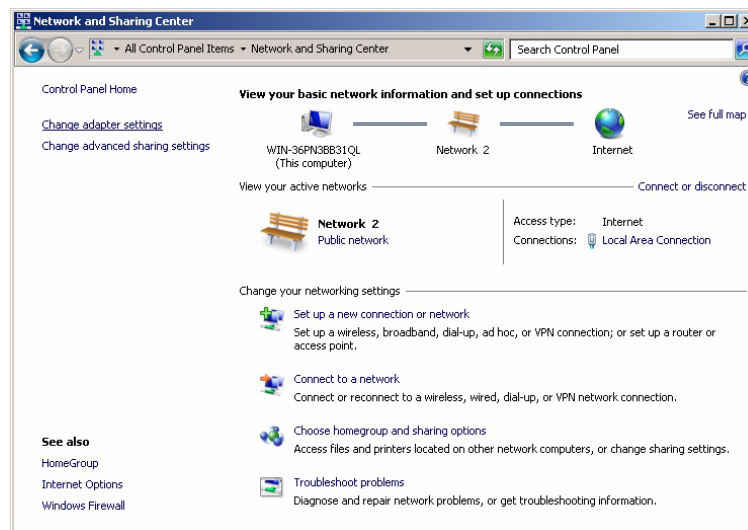 Network and Sharing Center
All Control Panel Items
Network and Sharing Center
Search Control Panel
Control Panel Home
Change adapter settings
Change advanced sharing settings
View your basic network information and set up connections
See full map
WIN-36PN3BB31QL
(This computer)
Network 2
Internet
View your active networks
Connect or disconnect
Network 2
Public network
Access type: Internet
Connections: Local Area Connection
Change your networking settings
Set up a new connection or network
Set up a wireless, broadband, dial-up, ad hoc, or VPN connection; or set up a router or
access point.
Connect to a network
Connect or reconnect to a wireless, wired, dial-up, or VPN network connection.
Choose homegroup and sharing options
Access files and printers located on other network computers, or change sharing settings.
Troubleshoot problems
Diagnose and repair network problems, or get troubleshooting information.
See also
HomeGroup
Internet Options
Windows Firewall